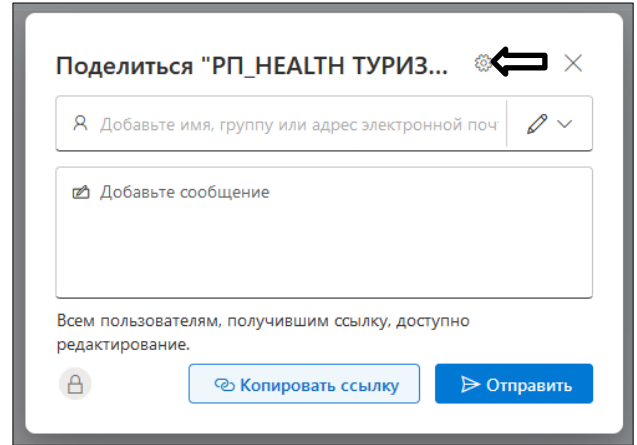 Поделиться "РП_HEALTH ТУРИЗ...
Добавьте имя, группу или адрес электронной поч
Добавьте сообщение
Всем пользователям, получившим ссылку, доступно
редактирование.
Копировать ссылку
Отправить